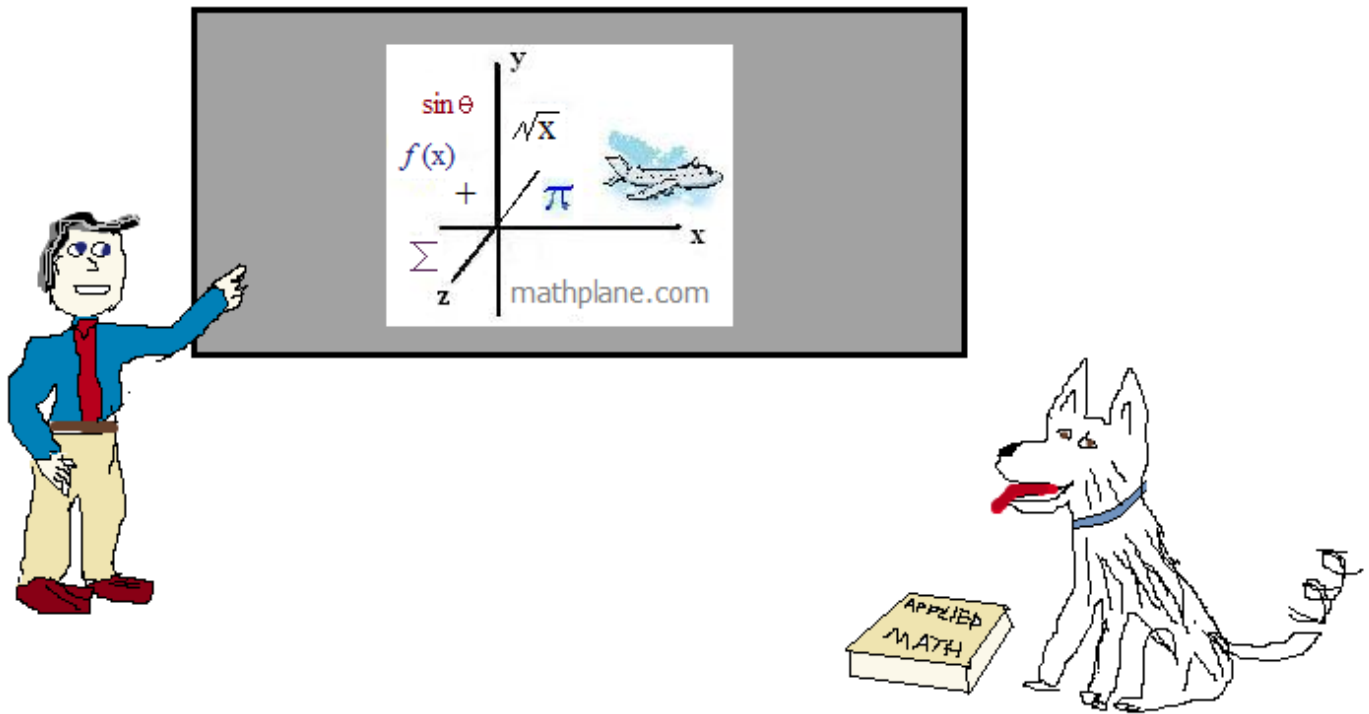 y
sin θ
√x
f(x)
+
π
Σ
x
z
mathplane.com
APPLIED
MATH